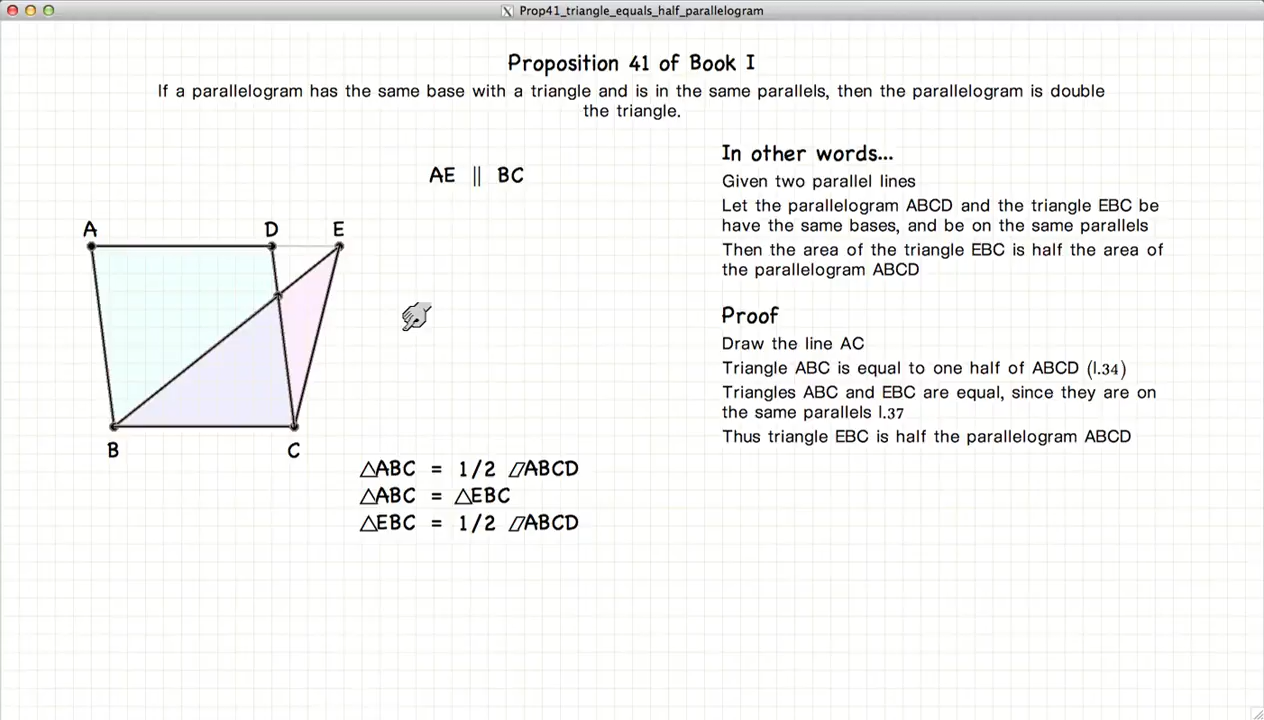 Prop41_triangle_equals_half_parallelogram
Proposition 41 of Book I
If a parallelogram has the same base with a triangle and is in the same parallels, then the parallelogram is double
the triangle.
AE || BC
A
D
E
B
C
△ABC = 1/2 ▱ABCD
△ABC = △EBC
△EBC = 1/2 ▱ABCD
In other words...
Given two parallel lines
Let the parallelogram ABCD and the triangle EBC be
have the same bases, and be on the same parallels
Then the area of the triangle EBC is half the area of
the parallelogram ABCD
Proof
Draw the line AC
Triangle ABC is equal to one half of ABCD (I.34)
Triangles ABC and EBC are equal, since they are on
the same parallels I.37
Thus triangle EBC is half the parallelogram ABCD